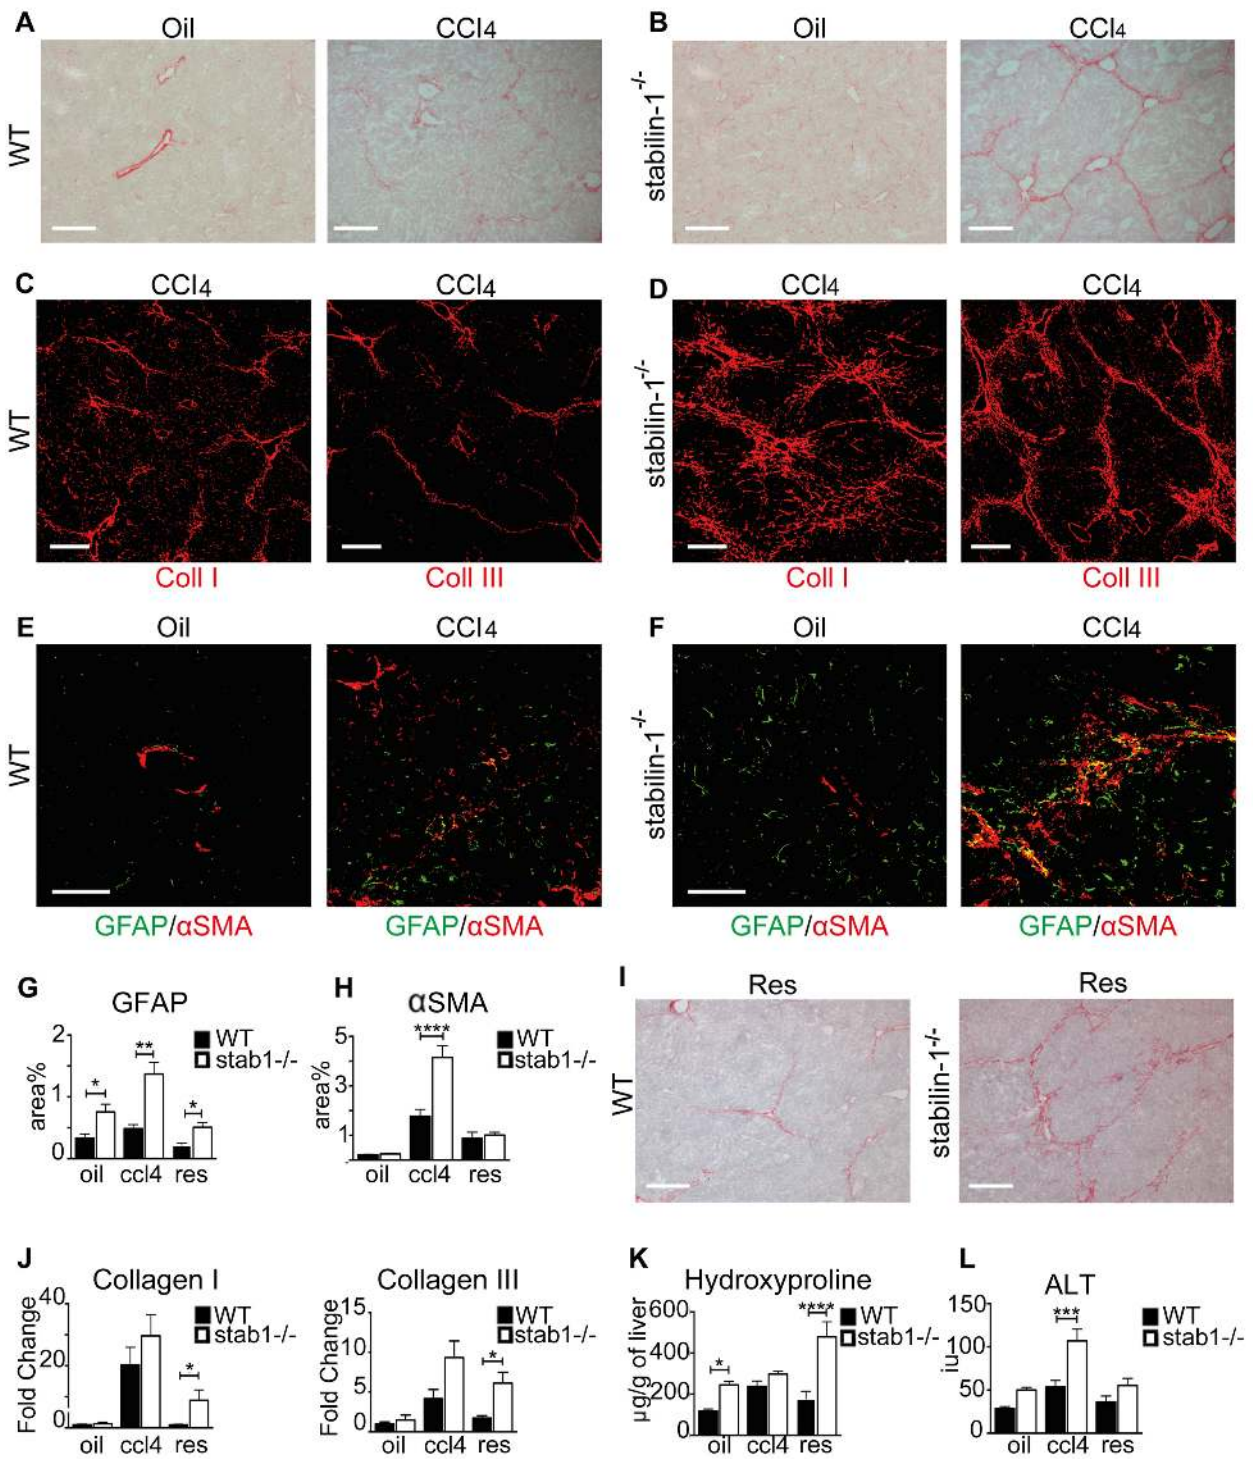 A
Oil
CCl4
B
Oil
CCl4
WT
stabilin-1-/-
C
CCl4
CCl4
D
CCl4
CCl4
WT
stabilin-1-/-
Coll I
Coll III
Coll I
Coll III
E
Oil
CCl4
F
Oil
CCl4
WT
stabilin-1-/-
GFAP/αSMA
GFAP/αSMA
GFAP/αSMA
GFAP/αSMA
G
GFAP
area%
2
1
0
*
**
*
WT
stab1-/-
oil ccl4 res
H
αSMA
area%
5
3
1
****
WT
stab1-/-
oil ccl4 res
I
Res
Res
WT
stabilin-1-/-
J
Collagen I
Fold Change
40
20
0
*
WT
stab1-/-
oil ccl4 res
Collagen III
Fold Change
15
10
5
0
*
WT
stab1-/-
oil ccl4 res
K
Hydroxyproline
µg/g of liver
600
400
200
0
*
****
WT
stab1-/-
oil ccl4 res
L
ALT
iu
150
100
50
0
***
WT
stab1-/-
oil ccl4 res